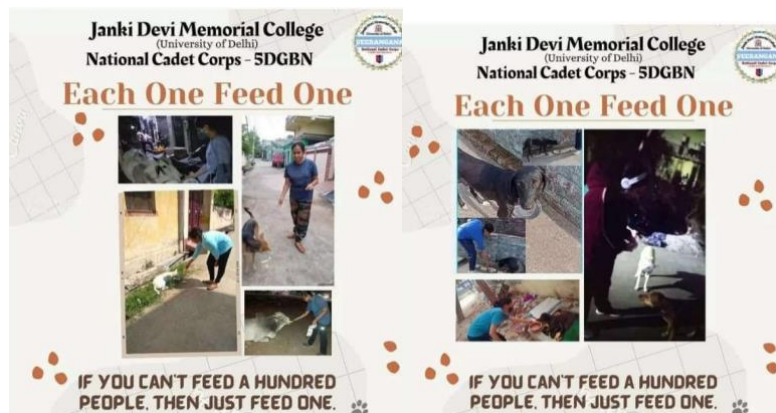 Janki Devi Memorial College
(University of Delhi)
National Cadet Corps - 5DGBN
Each One Feed One
IF YOU CAN'T FEED A HUNDRED
PEOPLE, THEN JUST FEED ONE.
Janki Devi Memorial College
(University of Delhi)
National Cadet Corps - 5DGBN
Each One Feed One
IF YOU CAN'T FEED A HUNDRED
PEOPLE, THEN JUST FEED ONE.